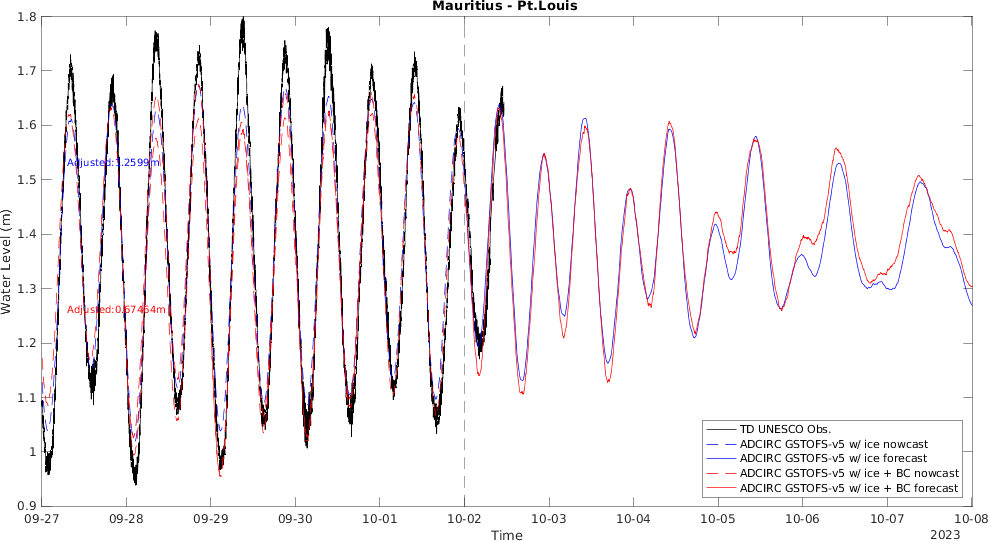 Mauritius - Pt.Louis
1.8
1.7
1.6
1.5
1.4
1.3
1.2
1.1
1
0.9
Water Level (m)
Adjusted:1.2599m
Adjusted:0.67464m
TD UNESCO Obs.
ADCIRC GSTOFS-v5 w/ ice nowcast
ADCIRC GSTOFS-v5 w/ ice forecast
ADCIRC GSTOFS-v5 w/ ice + BC nowcast
ADCIRC GSTOFS-v5 w/ ice + BC forecast
09-27 09-28 09-29 09-30 10-01 10-02 10-03 10-04 10-05 10-06 10-07 10-08
Time
2023